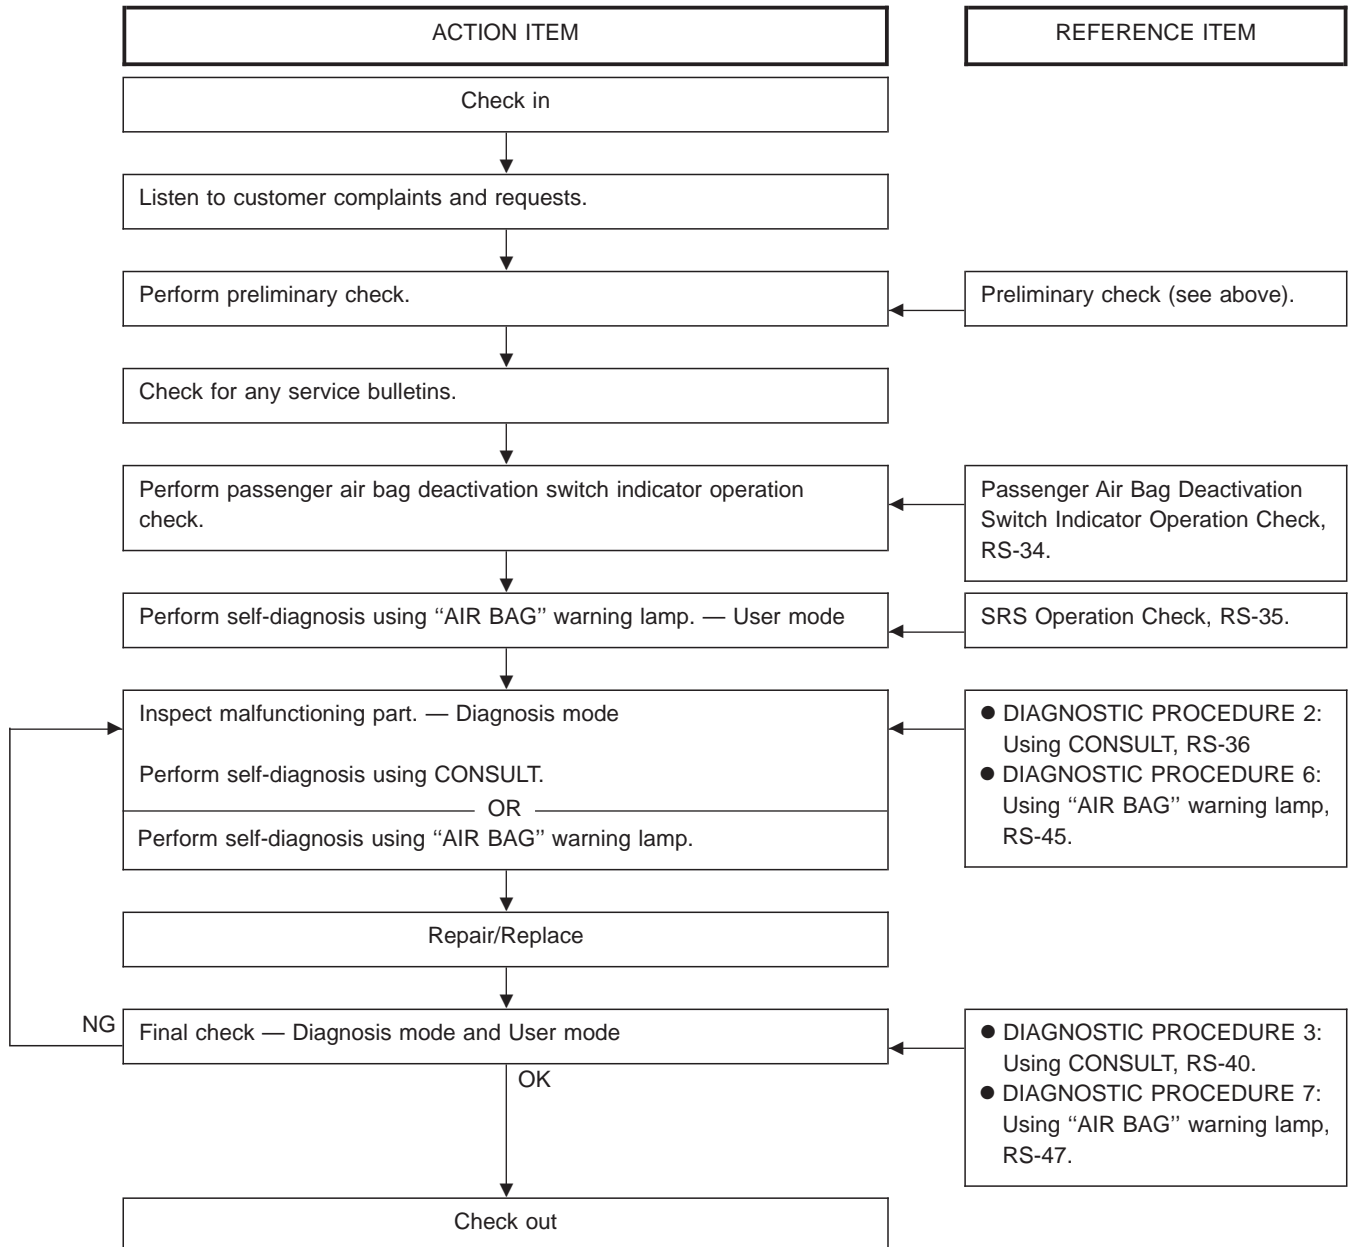 ACTION ITEM
REFERENCE ITEM
Check in
Listen to customer complaints and requests.
Perform preliminary check.
Preliminary check (see above).
Check for any service bulletins.
Perform passenger air bag deactivation switch indicator operation
check.
Passenger Air Bag Deactivation
Switch Indicator Operation Check,
RS-34.
Perform self-diagnosis using ‘‘AIR BAG’’ warning lamp. — User mode
SRS Operation Check, RS-35.
Inspect malfunctioning part. — Diagnosis mode
Perform self-diagnosis using CONSULT.
OR
Perform self-diagnosis using ‘‘AIR BAG’’ warning lamp.
● DIAGNOSTIC PROCEDURE 2:
Using CONSULT, RS-36
● DIAGNOSTIC PROCEDURE 6:
Using ‘‘AIR BAG’’ warning lamp,
RS-45.
Repair/Replace
NG
Final check — Diagnosis mode and User mode
OK
● DIAGNOSTIC PROCEDURE 3:
Using CONSULT, RS-40.
● DIAGNOSTIC PROCEDURE 7:
Using ‘‘AIR BAG’’ warning lamp,
RS-47.
Check out